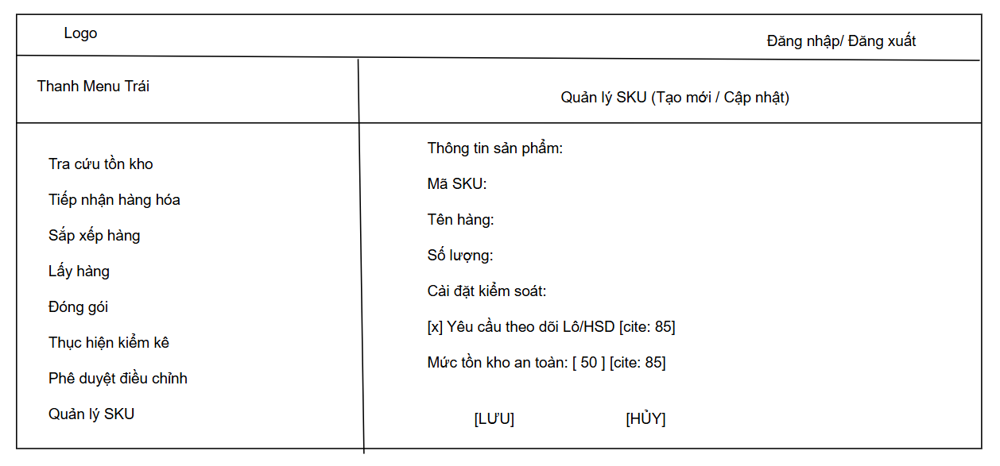 Logo
Đăng nhập/ Đăng xuất
Thanh Menu Trái
Quản lý SKU (Tạo mới / Cập nhật)
Tra cứu tồn kho
Tiếp nhận hàng hóa
Sắp xếp hàng
Lấy hàng
Đóng gói
Thực hiện kiểm kê
Phê duyệt điều chỉnh
Quản lý SKU
Thông tin sản phẩm:
Mã SKU:
Tên hàng:
Số lượng:
Cài đặt kiểm soát:
[x] Yêu cầu theo dõi Lô/HSD [cite: 85]
Mức tồn kho an toàn: [ 50 ] [cite: 85]
[LƯU] [HỦY]